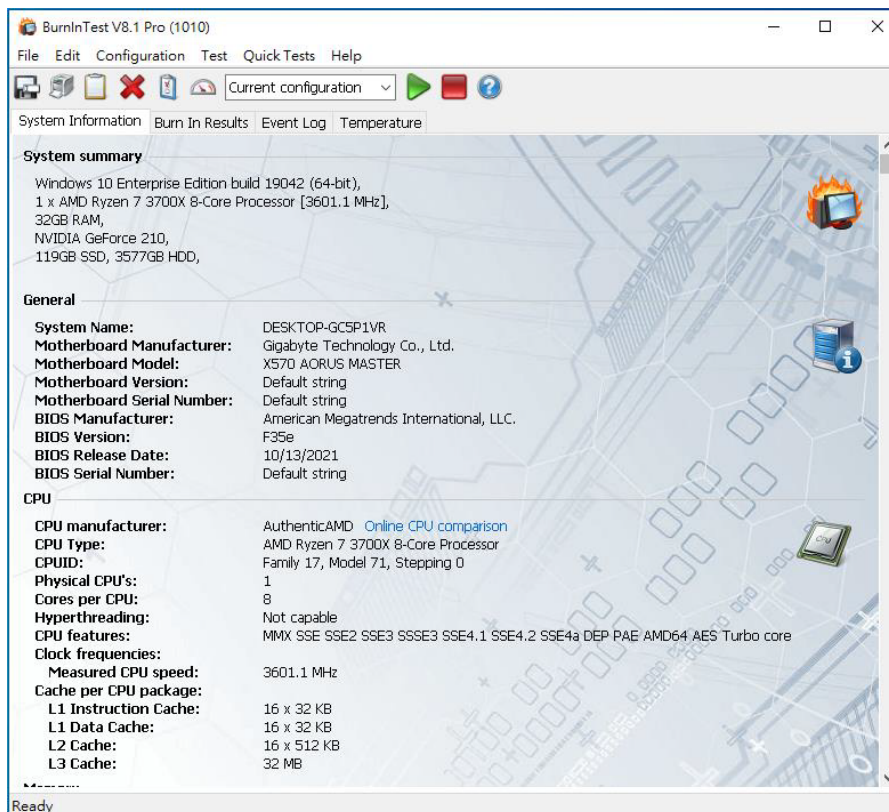 BurnInTest V8.1 Pro (1010)
File Edit Configuration Test Quick Tests Help
Current configuration
System Information Burn In Results Event Log Temperature
System summary
Windows 10 Enterprise Edition build 19042 (64-bit),
1 x AMD Ryzen 7 3700X 8-Core Processor [3601.1 MHz],
32GB RAM,
NVIDIA GeForce 210,
119GB SSD, 3577GB HDD,
General
System Name: DESKTOP-GC5P1VR
Motherboard Manufacturer: Gigabyte Technology Co., Ltd.
Motherboard Model: X570 AORUS MASTER
Motherboard Version: Default string
Motherboard Serial Number: Default string
BIOS Manufacturer: American Megatrends International, LLC.
BIOS Version: F35e
BIOS Release Date: 10/13/2021
BIOS Serial Number: Default string
CPU
CPU manufacturer: AuthenticAMD Online CPU comparison
CPU Type: AMD Ryzen 7 3700X 8-Core Processor
CPUID: Family 17, Model 71, Stepping 0
Physical CPU's: 1
Cores per CPU: 8
Hyperthreading: Not capable
CPU features: MMX SSE SSE2 SSE3 SSSE3 SSE4.1 SSE4.2 SSE4a DEP PAE AMD64 AES Turbo core
Clock frequencies:
Measured CPU speed: 3601.1 MHz
Cache per CPU package:
L1 Instruction Cache: 16 x 32 KB
L1 Data Cache: 16 x 32 KB
L2 Cache: 16 x 512 KB
L3 Cache: 32 MB
Ready